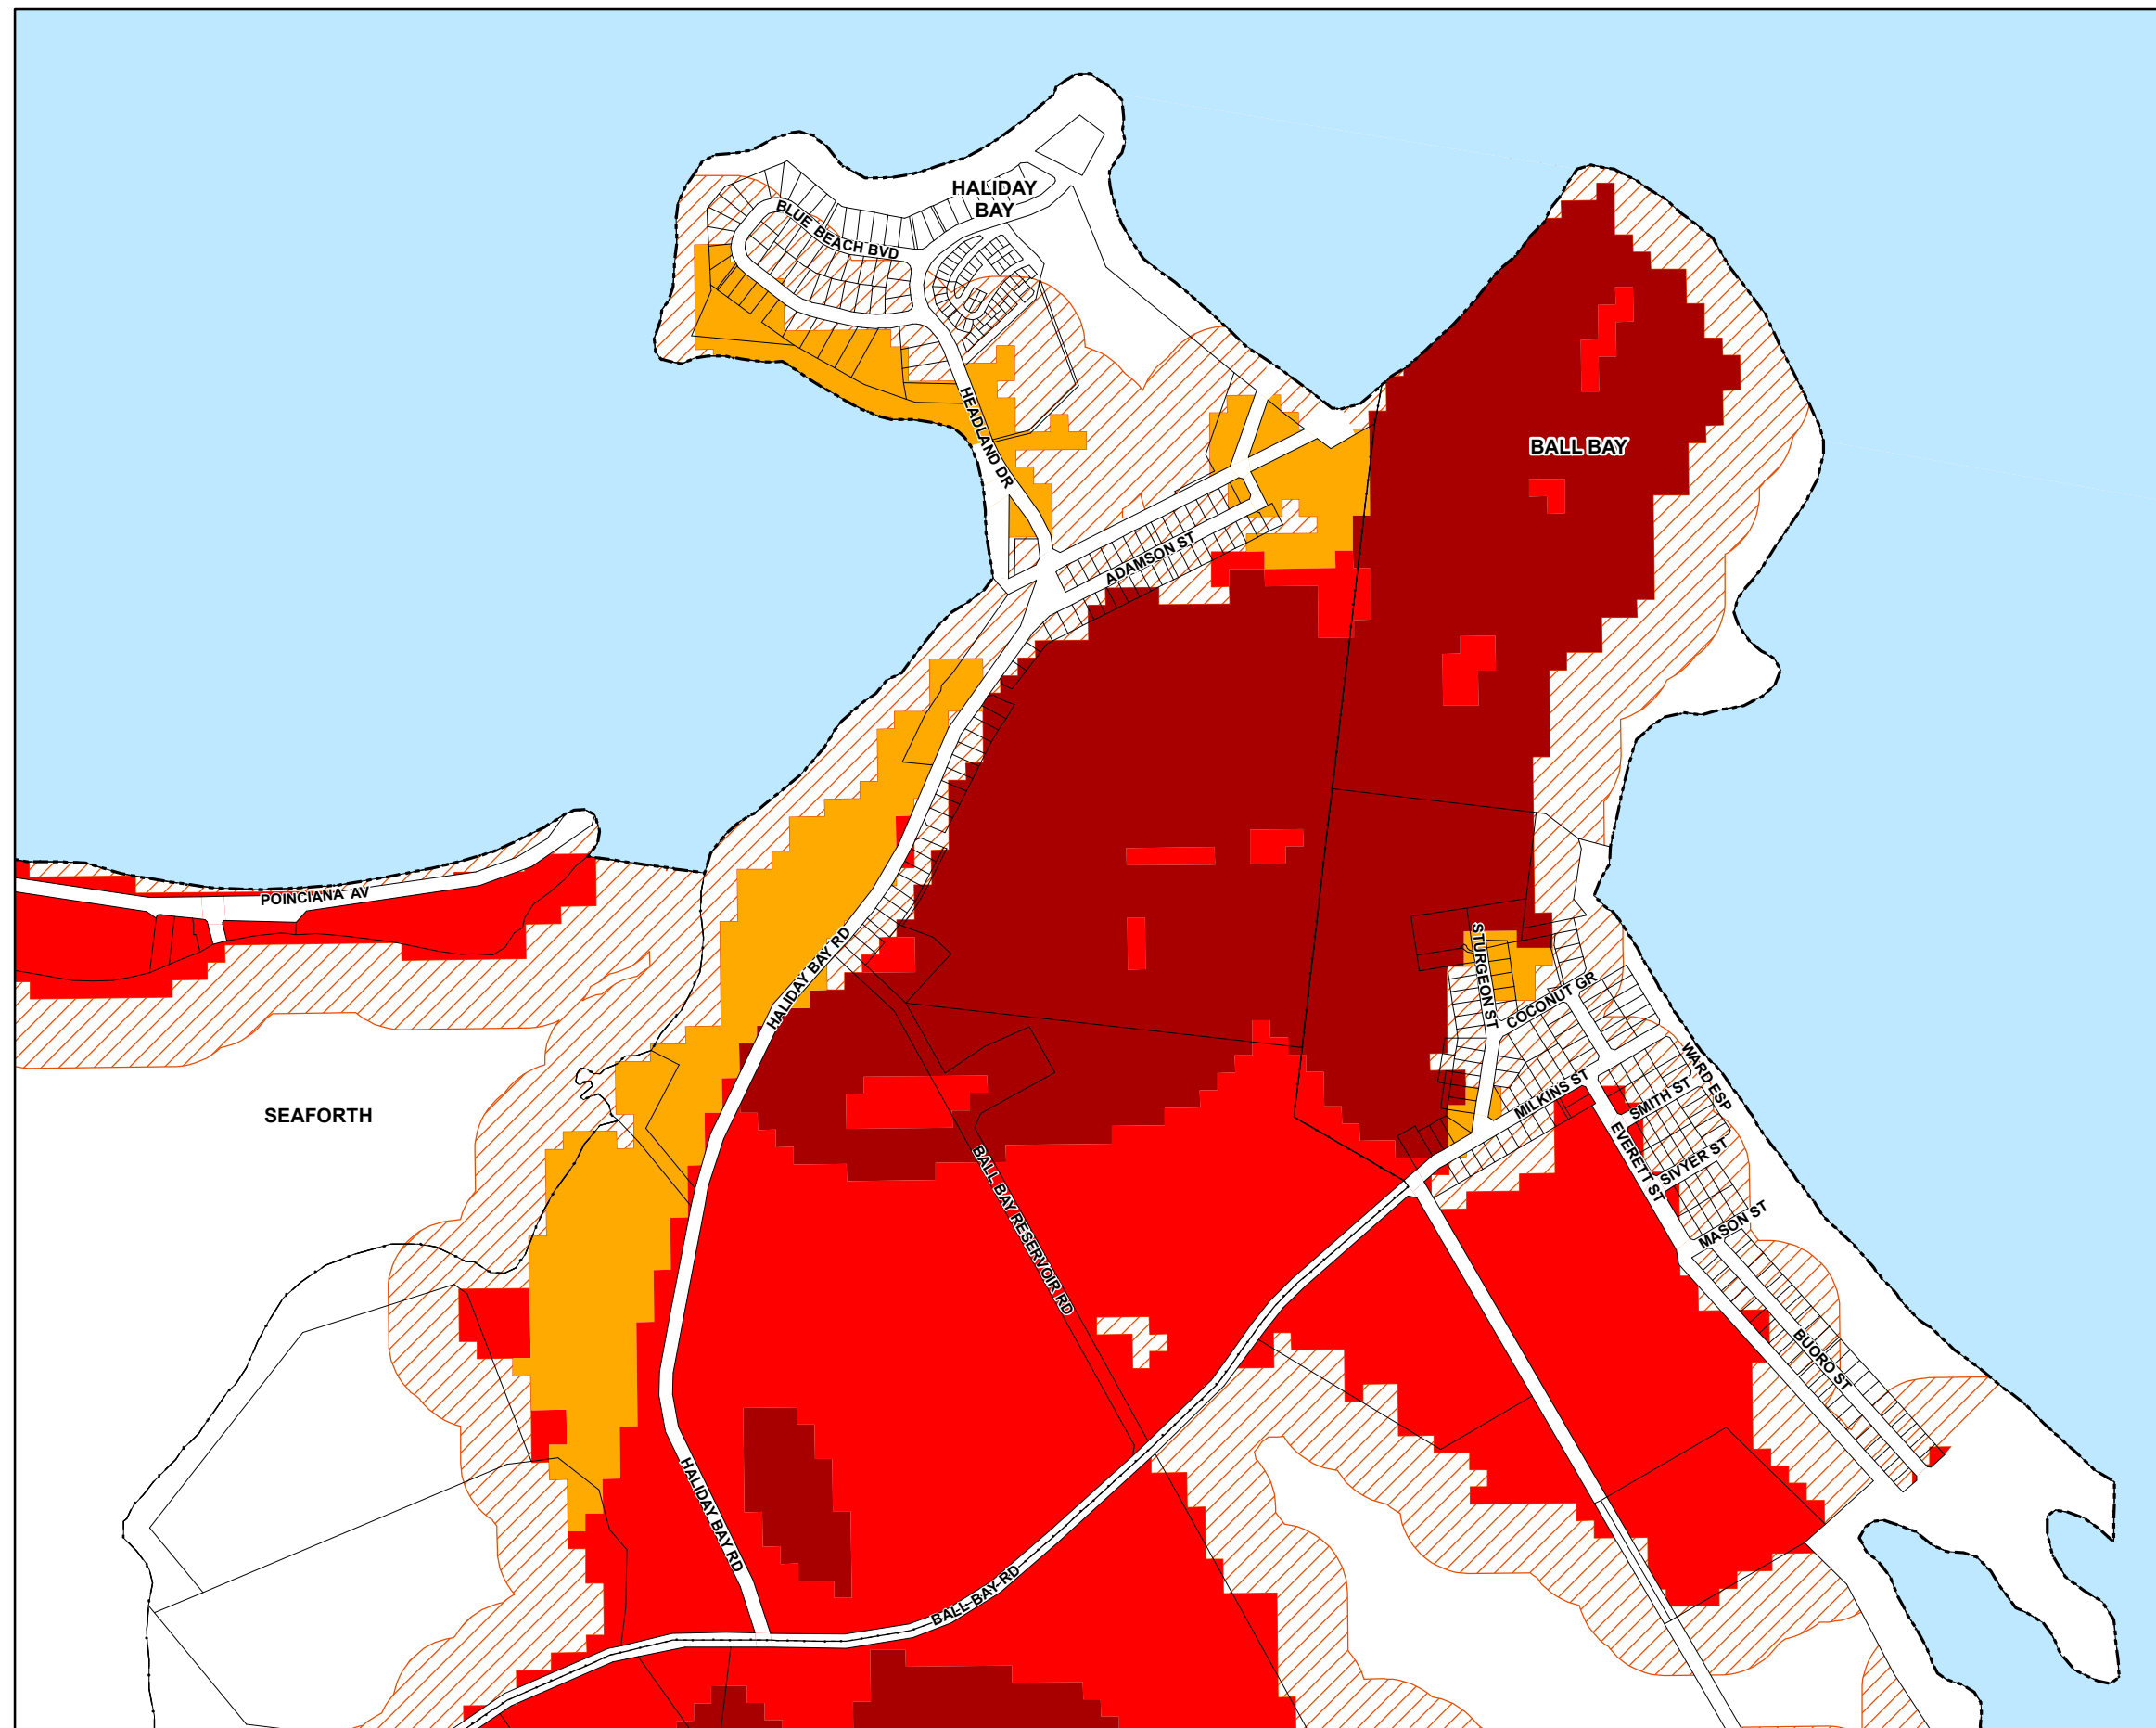 HALIDAY
BAY
BLUE BEACH BVD
HEADLAND DR
BALL BAY
ADAMSON ST
POINCIANA AV
HALIDAY BAY RD
STURGEON ST
COCONUT GR
WARD ESP
MILKINS ST
SMITH ST
SEAFORTH
EVERETT ST
SIVYER ST
BALL BAY RESERVOIR RD
MASON ST
BUORO ST
HALIDAY BAY RD
BALL BAY RD